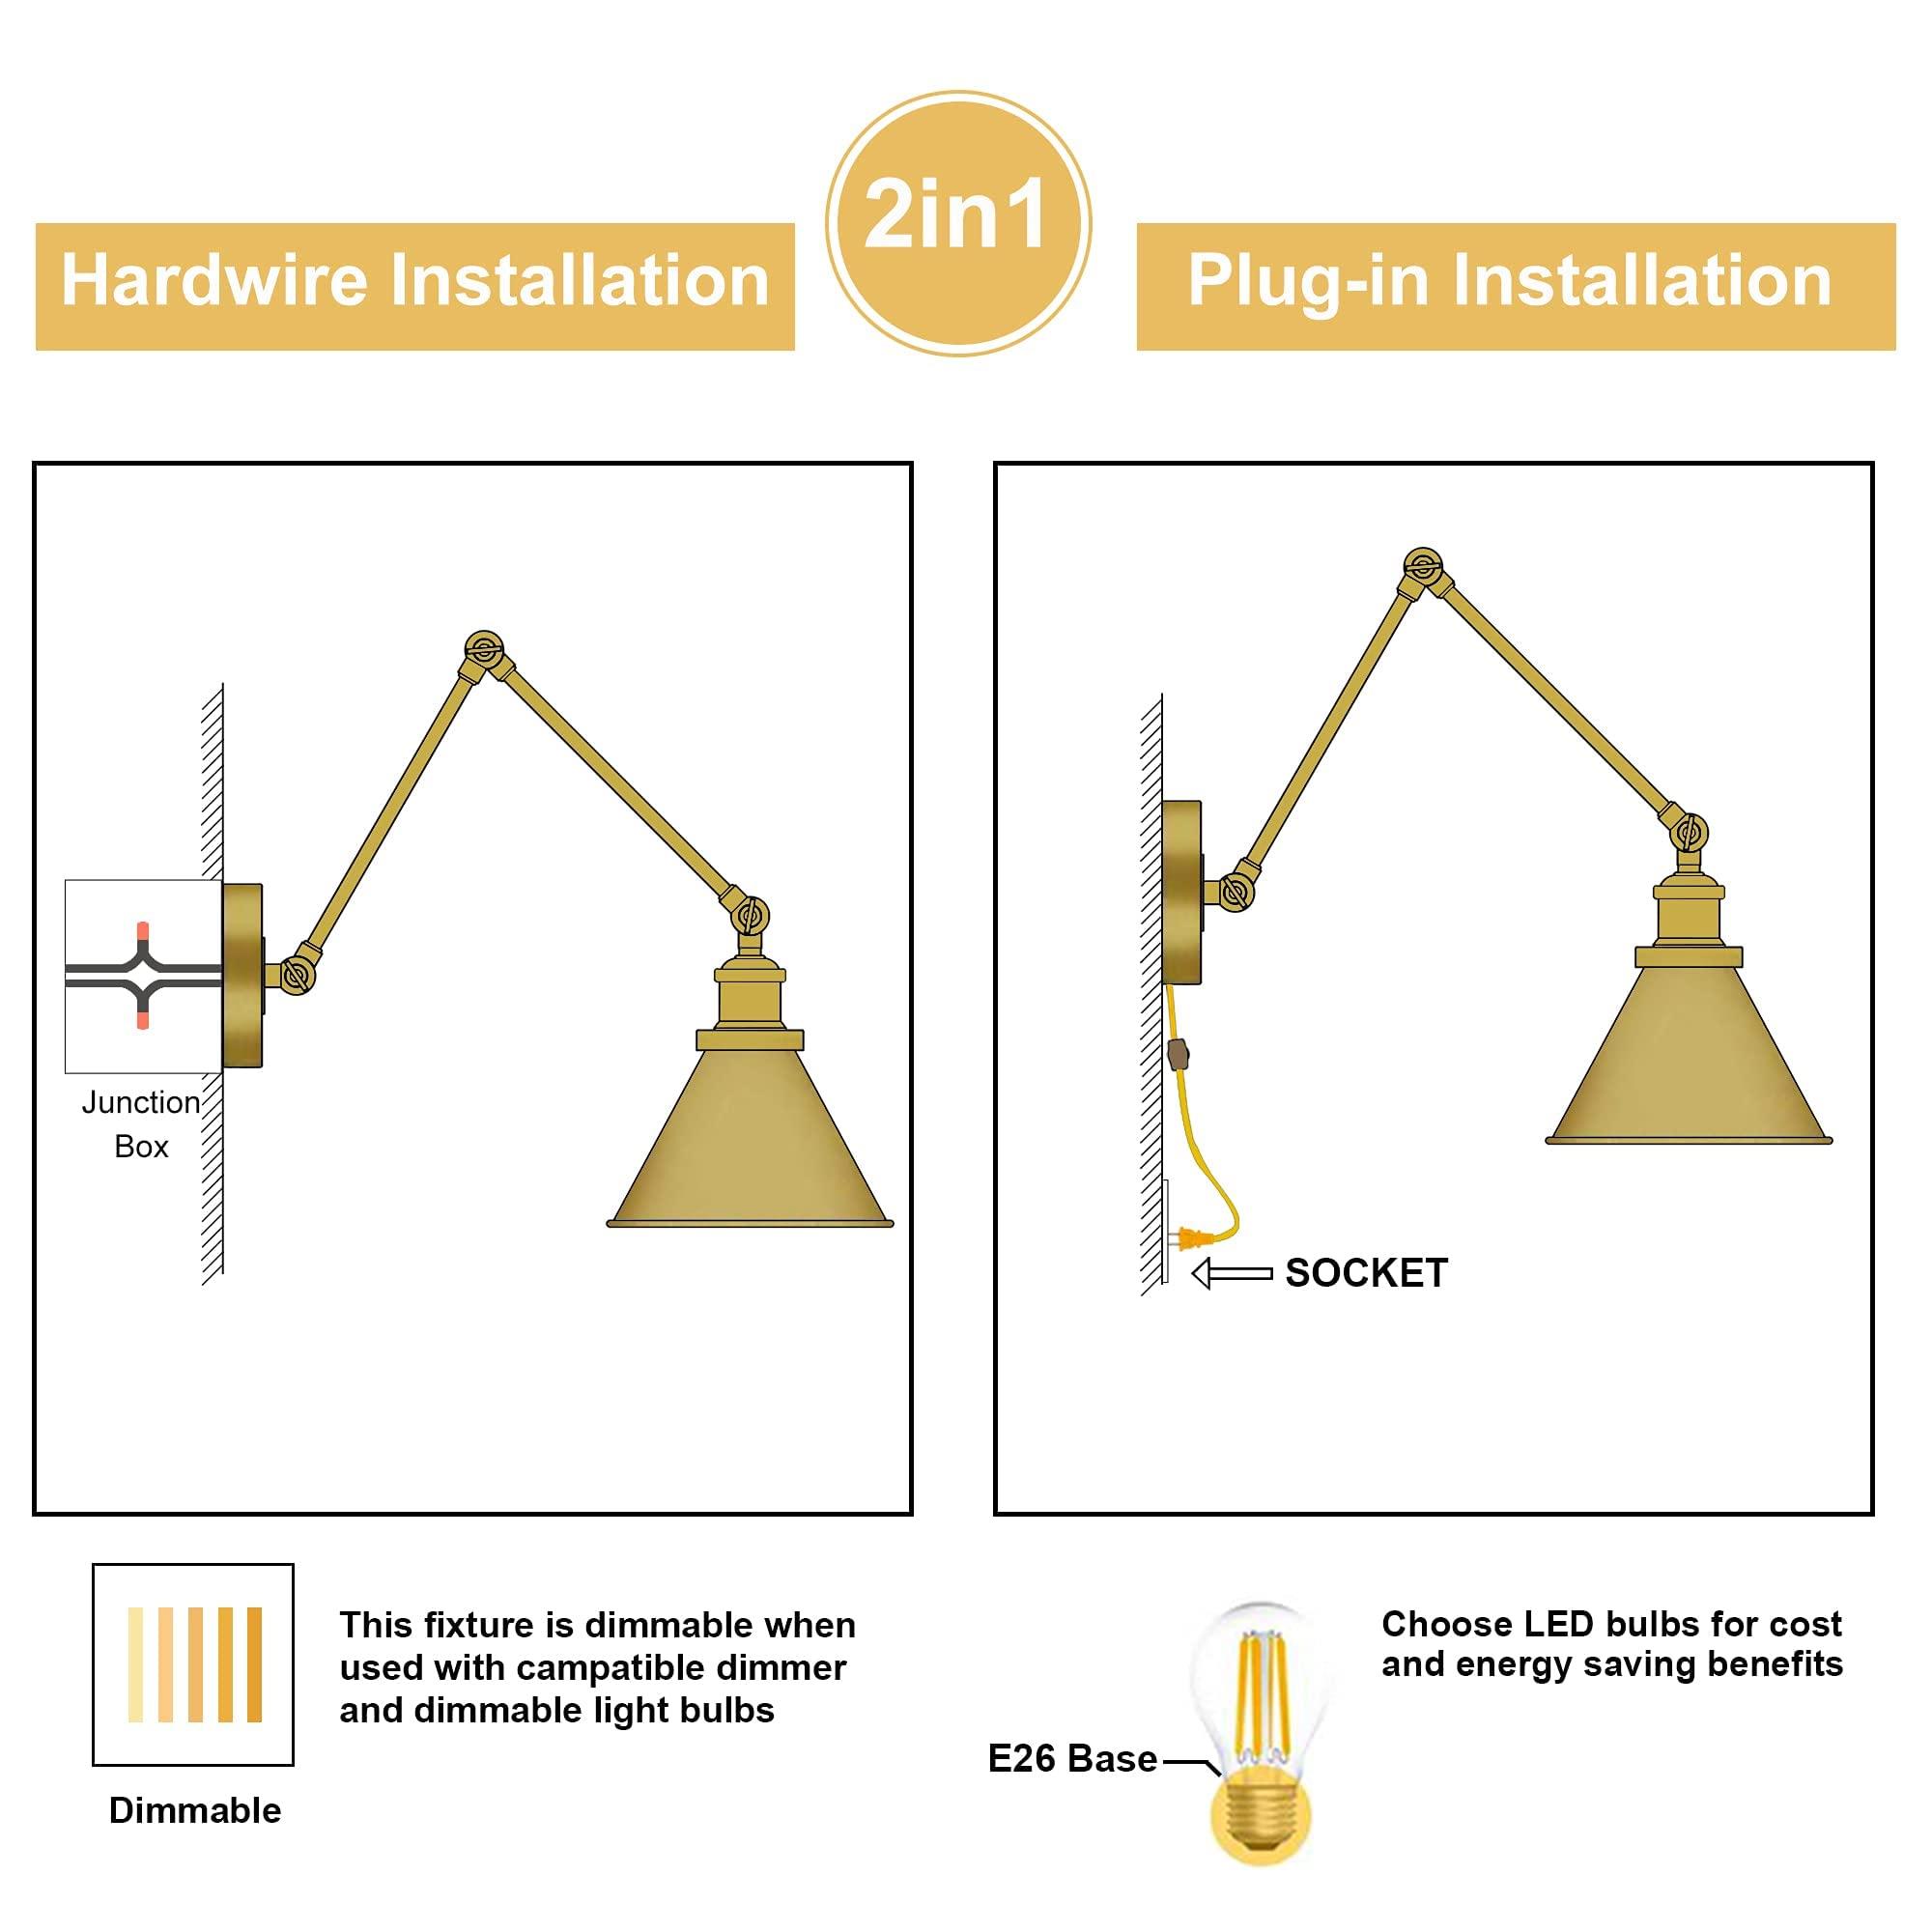 2in1
Hardwire Installation
Plug-in Installation
Junction
Box
SOCKET
This fixture is dimmable when
used with campatible dimmer
and dimmable light bulbs
Dimmable
Choose LED bulbs for cost
and energy saving benefits
E26 Base